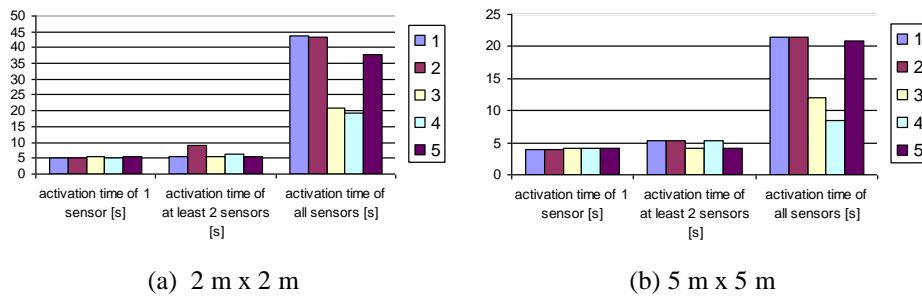 50
45
40
35
30
25
20
15
10
5
0
activation time of 1
sensor [s]
activation time of
at least 2 sensors
[s]
activation time of
all sensors [s]
1
2
3
4
5
(a) 2 m x 2 m
25
20
15
10
5
0
activation time of 1
sensor [s]
activation time of
at least 2 sensors
[s]
activation time of
all sensors [s]
1
2
3
4
5
(b) 5 m x 5 m